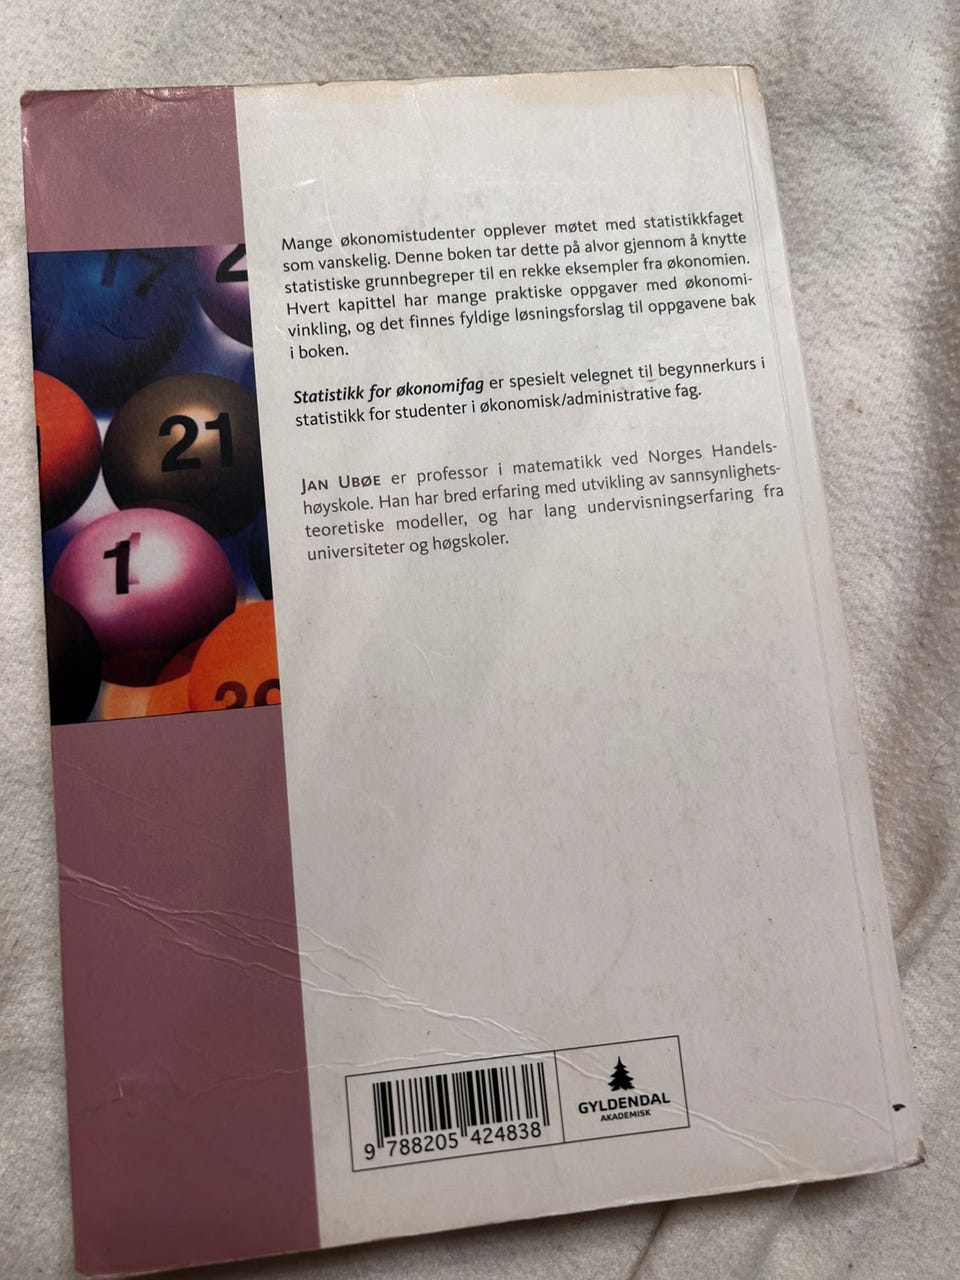 Mange økonomistudenter opplever møtet med statistikkfaget
som vanskelig. Denne boken tar dette på alvor gjennom å knytte
statistiske grunnbegreper til en rekke eksempler fra økonomien.
Hvert kapittel har mange praktiske oppgaver med økonomi-
vinkling, og det finnes fyldige løsningsforslag til oppgavene bak
i boken.
Statistikk for økonomifag er spesielt velegnet til begynnerkurs i
statistikk for studenter i økonomisk/administrative fag.
JAN UBØE er professor i matematikk ved Norges Handels-
høyskole. Han har bred erfaring med utvikling av sannsynlighets-
teoretiske modeller, og har lang undervisningserfaring fra
universiteter og høgskoler.
17
2
21
1
30
9 788205 424838
GYLDENDAL
AKADEMISK